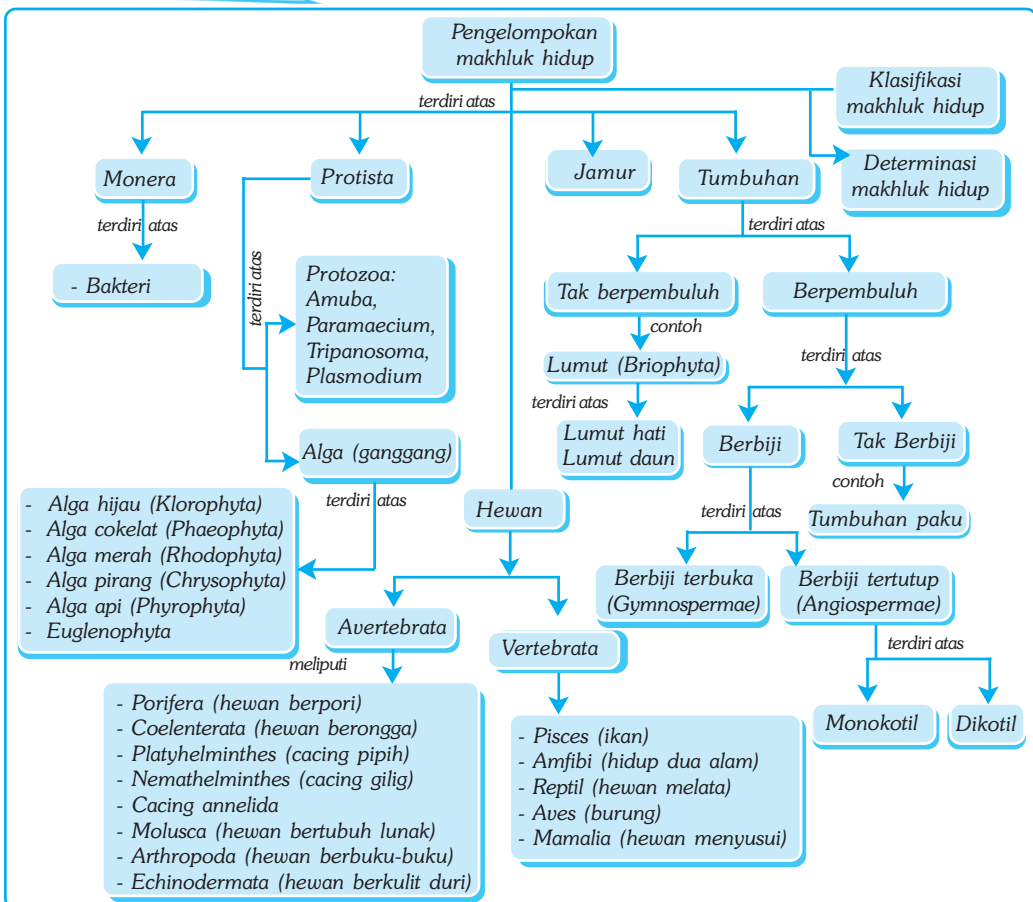 Pengelompokan
makhluk hidup
Klasifikasi
makhluk hidup
terdiri atas
Determinasi
makhluk hidup
Monera
Protista
Jamur
Tumbuhan
terdiri atas
- Bakteri
terdiri atas
Protozoa:
Amuba,
Paramaecium,
Tripanosoma,
Plasmodium
Alga (ganggang)
terdiri atas
- Alga hijau (Klorophyta)
- Alga cokelat (Phaeophyta)
- Alga merah (Rhodophyta)
- Alga pirang (Chrysophyta)
- Alga api (Phyrophyta)
- Euglenophyta
terdiri atas
Tak berpembuluh
Berpembuluh
contoh
Lumut (Briophyta)
terdiri atas
Lumut hati
Lumut daun
terdiri atas
Berbiji
Tak Berbiji
contoh
Tumbuhan paku
terdiri atas
Berbiji terbuka
(Gymnospermae)
Berbiji tertutup
(Angiospermae)
terdiri atas
Monokotil
Dikotil
Hewan
Avertebrata
Vertebrata
meliputi
- Porifera (hewan berpori)
- Coelenterata (hewan berongga)
- Platyhelminthes (cacing pipih)
- Nemathelminthes (cacing gilig)
- Cacing annelida
- Molusca (hewan bertubuh lunak)
- Arthropoda (hewan berbuku-buku)
- Echinodermata (hewan berkulit duri)
- Pisces (ikan)
- Amfibi (hidup dua alam)
- Reptil (hewan melata)
- Aves (burung)
- Mamalia (hewan menyusui)